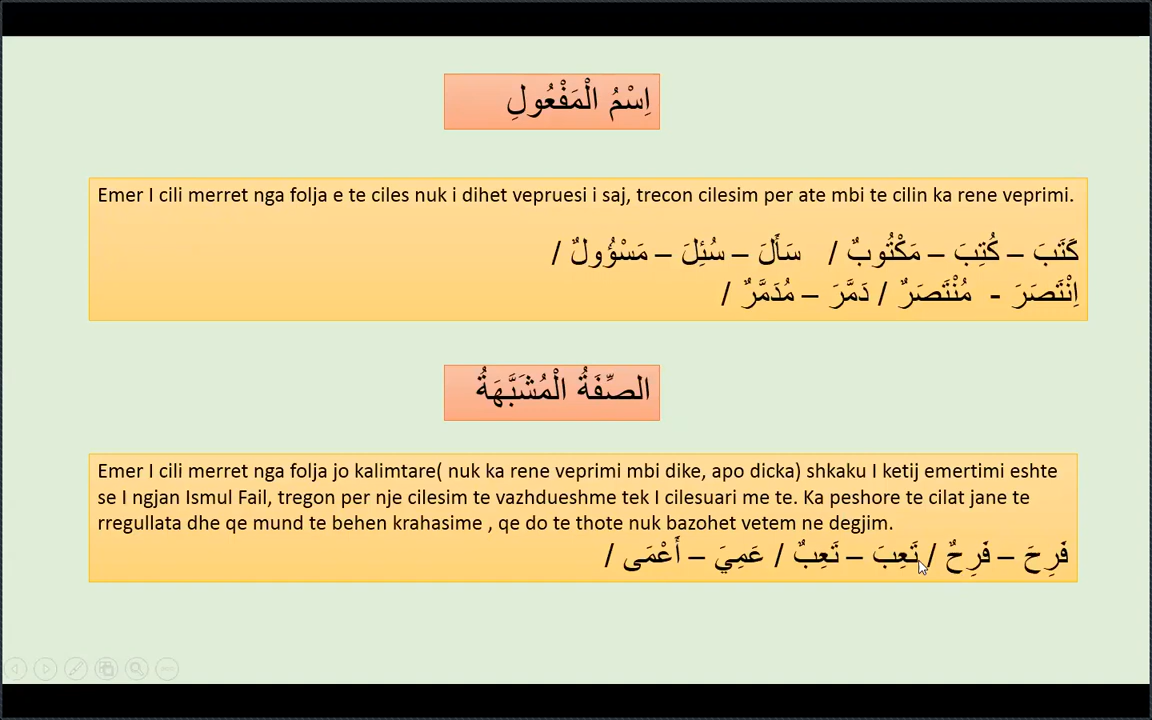 اِسْمُ الْمَفْعُولِ
Emer I cili merret nga folja e te ciles nuk i dihet vepruesi i saj, trecon cilesim per ate mbi te cilin ka rene veprimi.
كَتَبَ – كُتِبَ – مَكْتُوبٌ / سَأَلَ – سُئِلَ – مَسْؤُولٌ /
اِنْتَصَرَ - مُنْتَصَرٌ / دَمَّرَ – مُدَمَّرٌ /
الصِّفَةُ الْمُشَبَّهَةُ
Emer I cili merret nga folja jo kalimtare( nuk ka rene veprimi mbi dike, apo dicka) shkaku I ketij emertimi eshte
se I ngjan Ismul Fail, tregon per nje cilesim te vazhdueshme tek I cilesuari me te. Ka peshore te cilat jane te
rregullata dhe qe mund te behen krahasime , qe do te thote nuk bazohet vetem ne degjim.
فَرِحَ – فَرِحٌ / تَعِبَ – تَعِبٌ / عَمِيَ – أَعْمَى /